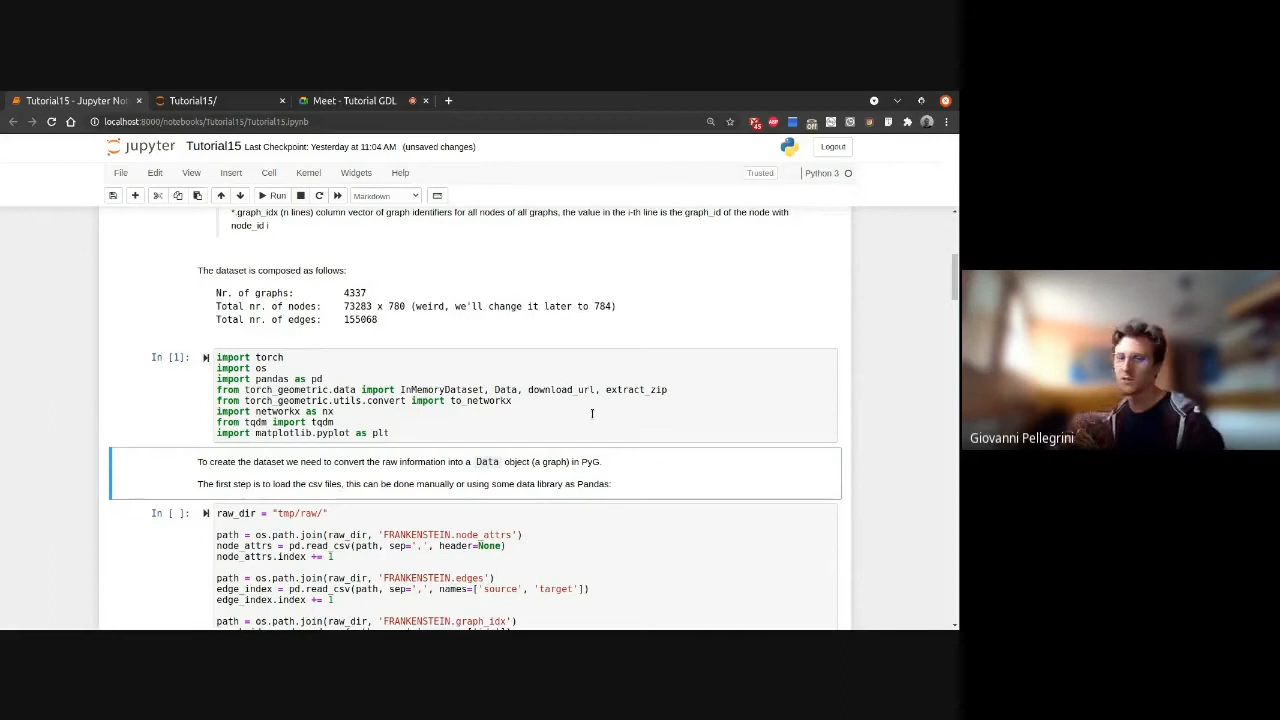 Tutorial15 - Jupyter No
Tutorial15/
Meet - Tutorial GDL
localhost:8000/notebooks/Tutorial15/Tutorial15.ipynb
45
ABP
Off
jupyter Tutorial15 Last Checkpoint: Yesterday at 11:04 AM (unsaved changes)
Logout
File Edit View Insert Cell Kernel Widgets Help
Trusted
Python 3
Run
Markdown
*.graph_idx (n lines) column vector of graph identifiers for all nodes of all graphs, the value in the i-th line is the graph_id of the node with
node_id i
The dataset is composed as follows:
Nr. of graphs: 4337
Total nr. of nodes: 73283 x 780 (weird, we'll change it later to 784)
Total nr. of edges: 155068
In [1]:
import torch
import os
import pandas as pd
from torch_geometric.data import InMemoryDataset, Data, download_url, extract_zip
from torch_geometric.utils.convert import to_networkx
import networkx as nx
from tqdm import tqdm
import matplotlib.pyplot as plt
To create the dataset we need to convert the raw information into a Data object (a graph) in PyG.
The first step is to load the csv files, this can be done manually or using some data library as Pandas:
In [ ]:
raw_dir = "tmp/raw/"
path = os.path.join(raw_dir, 'FRANKENSTEIN.node_attrs')
node_attrs = pd.read_csv(path, sep=',', header=None)
node_attrs.index += 1
path = os.path.join(raw_dir, 'FRANKENSTEIN.edges')
edge_index = pd.read_csv(path, sep=',', names=['source', 'target'])
edge_index.index += 1
path = os.path.join(raw_dir, 'FRANKENSTEIN.graph_idx')
Giovanni Pellegrini